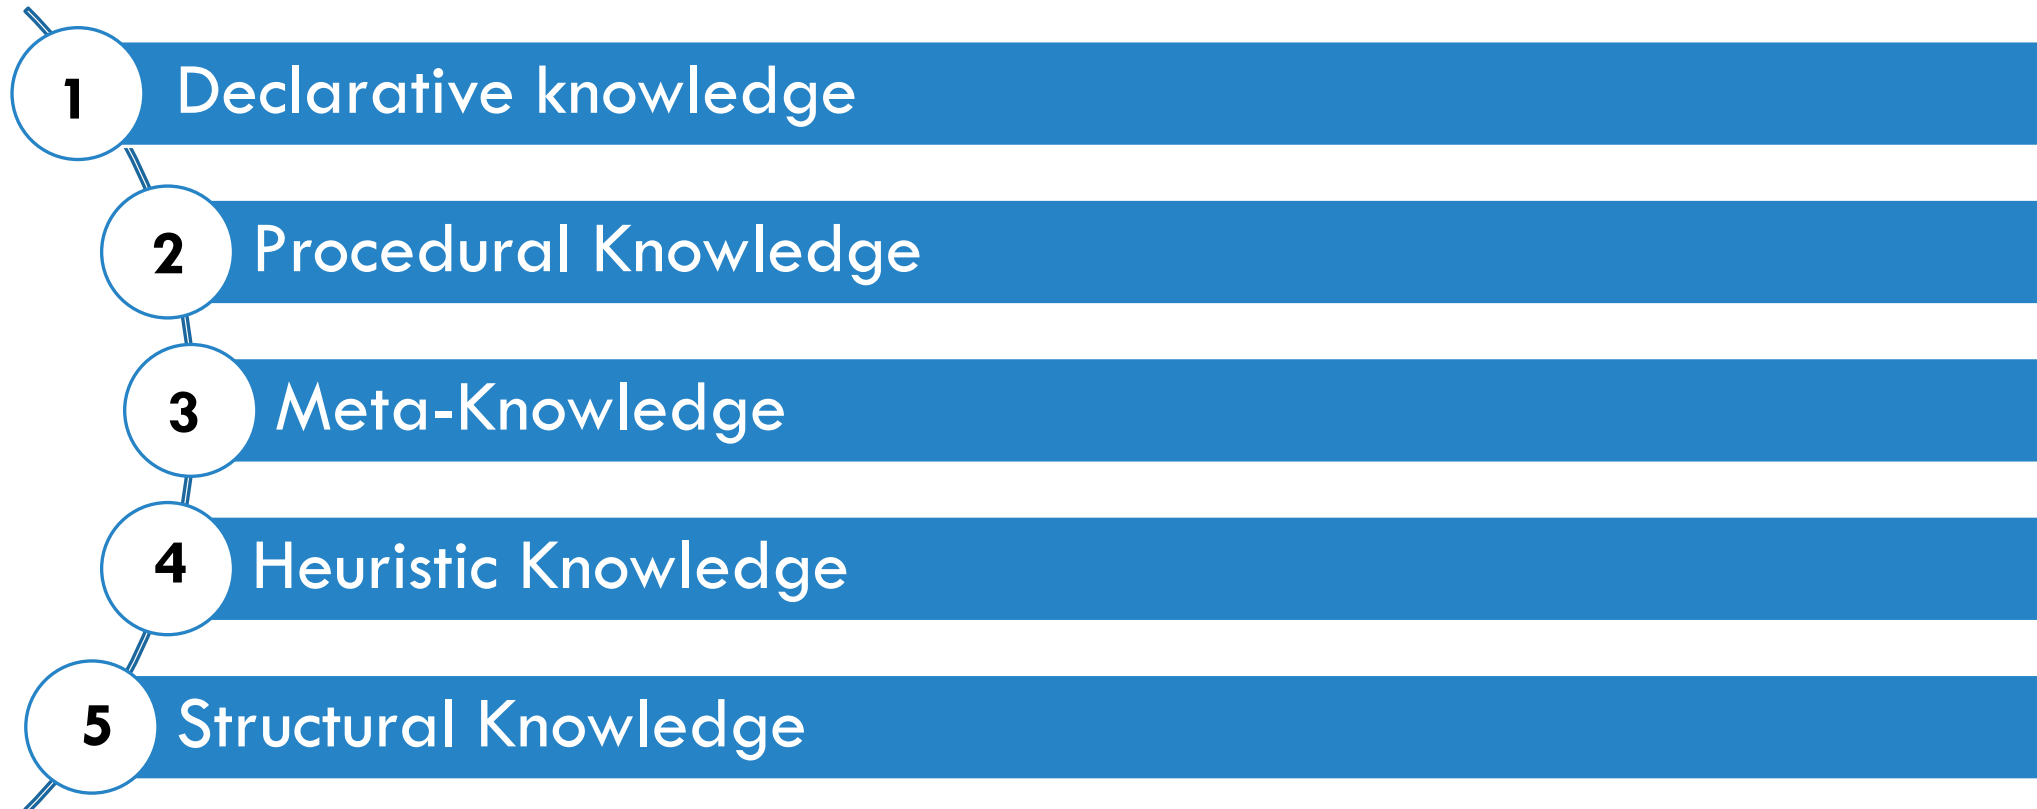 1 Declarative knowledge
2 Procedural Knowledge
3 Meta-Knowledge
4 Heuristic Knowledge
5 Structural Knowledge